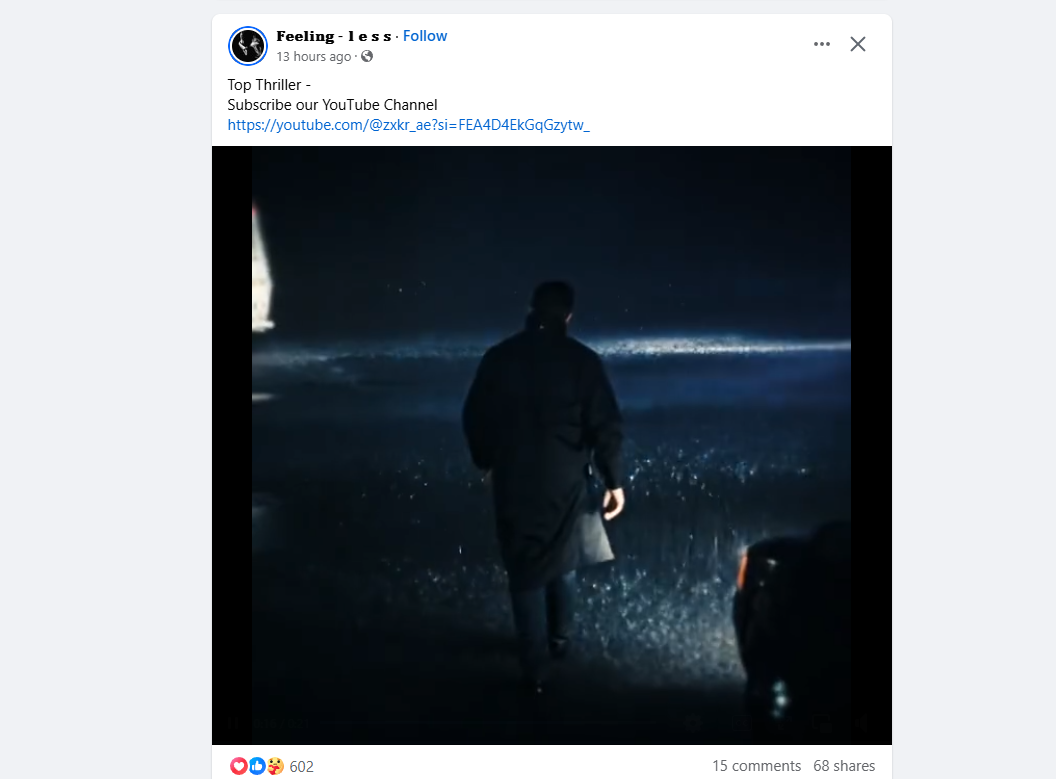 Feeling - l e s s · Follow
13 hours ago ·
Top Thriller -
Subscribe our YouTube Channel
https://youtube.com/@zxkr_ae?si=FEA4D4EkGqGzytw_
602
15 comments 68 shares